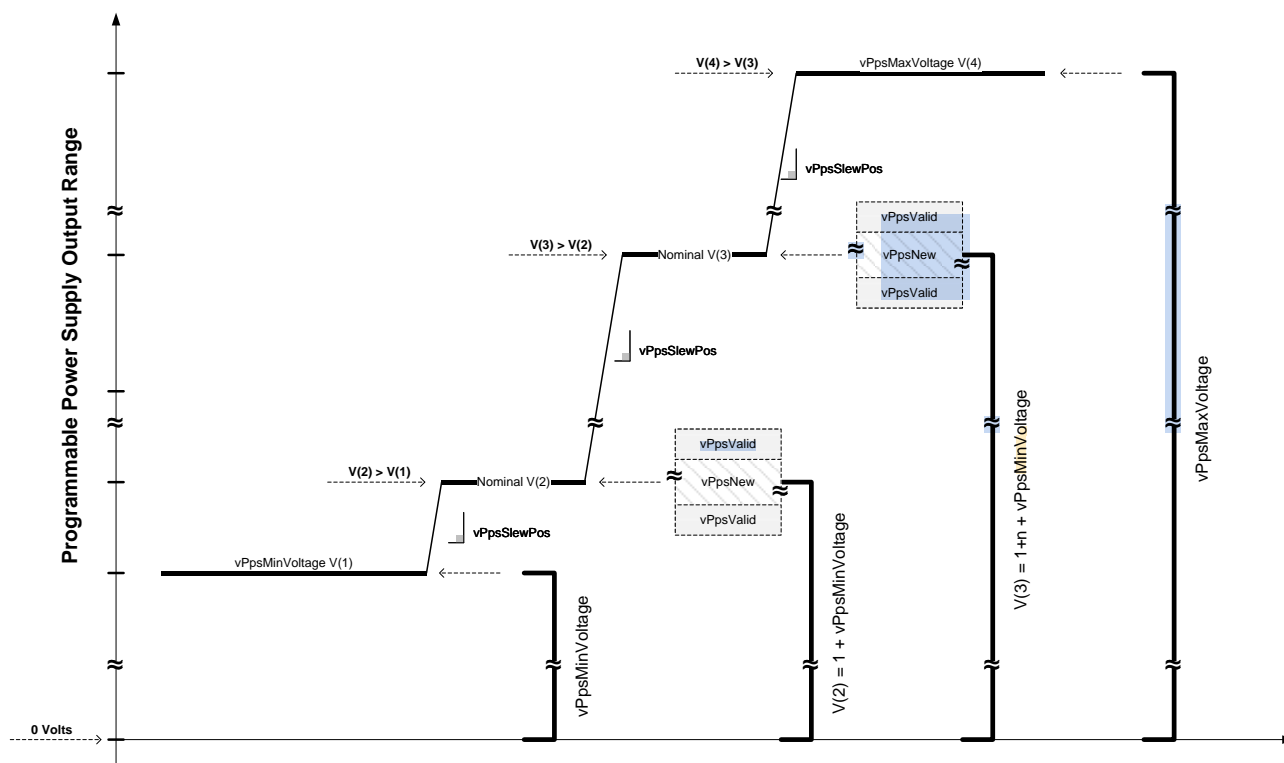 V(4) > V(3)
vPpsMaxVoltage V(4)
Programmable Power Supply Output Range
vPpsSlewPos
vPpsValid
V(3) > V(2)
Nominal V(3)
vPpsNew
vPpsValid
vPpsSlewPos
vPpsMaxVoltage
vPpsValid
V(2) > V(1)
Nominal V(2)
vPpsNew
V(3) = 1+n + vPpsMinVoltage
vPpsValid
vPpsSlewPos
vPpsMinVoltage V(1)
vPpsMinVoltage
V(2) = 1 + vPpsMinVoltage
0 Volts